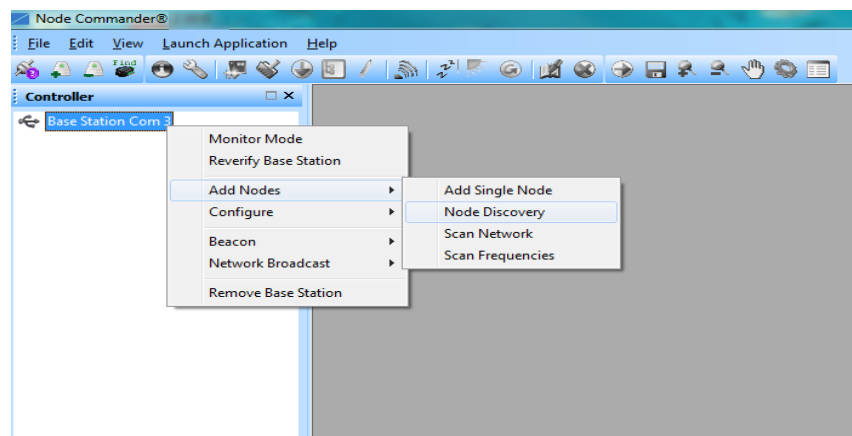 Node Commander®
File Edit View Launch Application Help
Find
Controller
Base Station Com 3
Monitor Mode
Reverify Base Station
Add Nodes
Configure
Beacon
Network Broadcast
Remove Base Station
Add Single Node
Node Discovery
Scan Network
Scan Frequencies